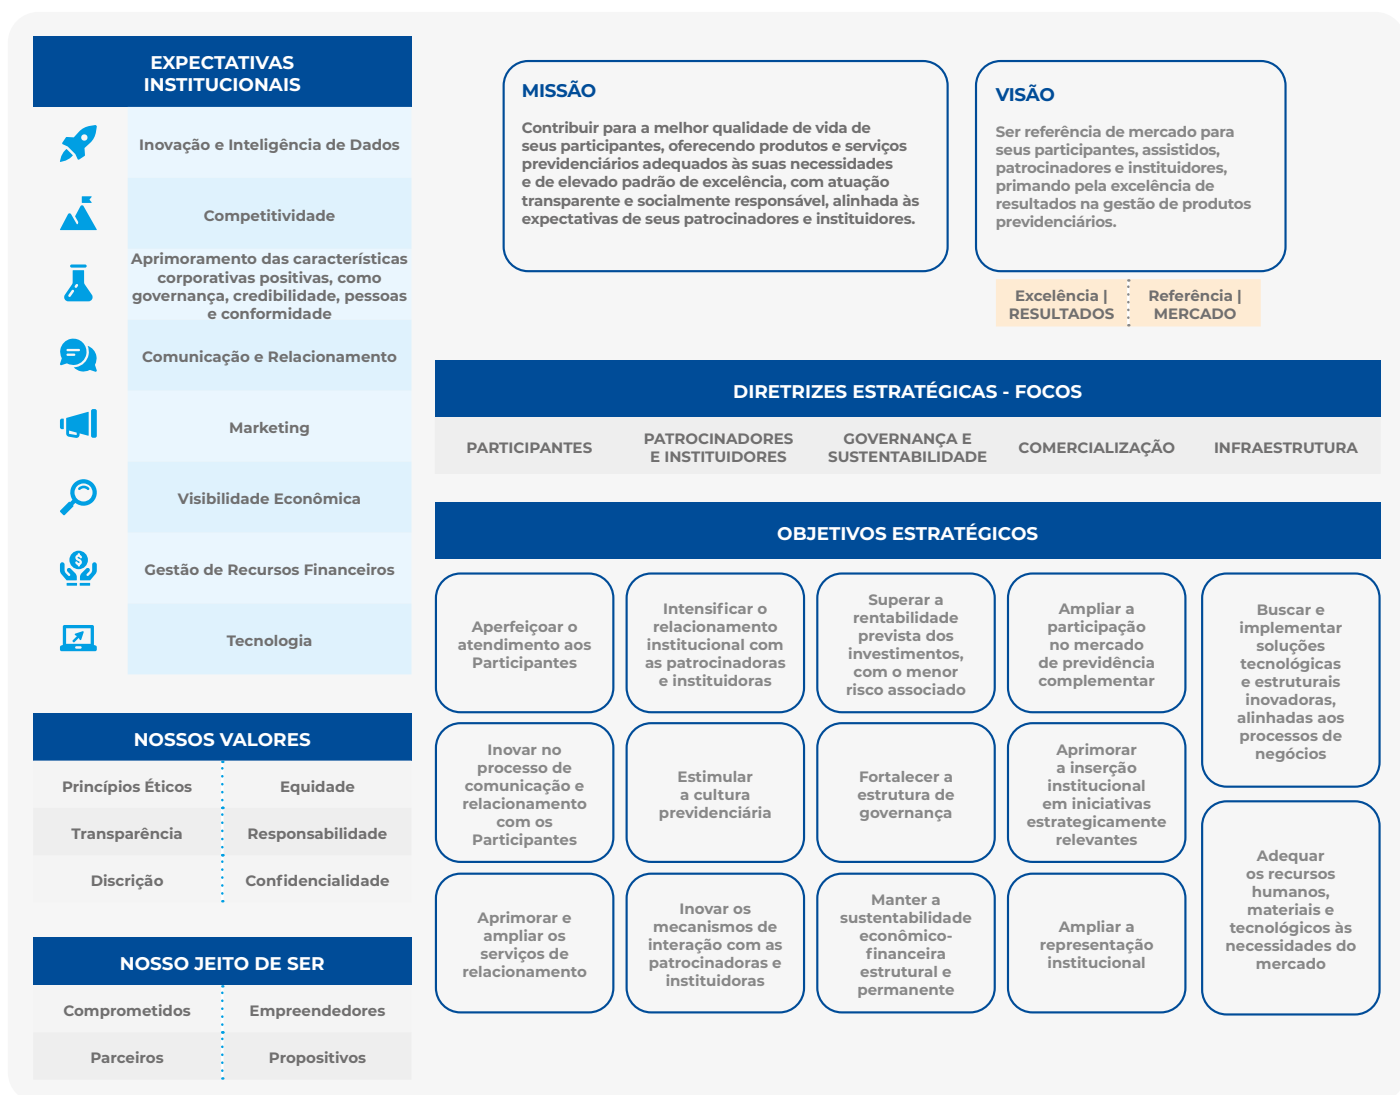 EXPECTATIVAS
INSTITUCIONAIS
Inovação e Inteligência de Dados
Competitividade
Aprimoramento das características
corporativas positivas, como
governança, credibilidade, pessoas
e conformidade
Comunicação e Relacionamento
Marketing
Visibilidade Econômica
Gestão de Recursos Financeiros
Tecnologia
NOSSOS VALORES
Princípios Éticos
Equidade
Transparência
Responsabilidade
Discrição
Confidencialidade
NOSSO JEITO DE SER
Comprometidos
Empreendedores
Parceiros
Propositivos
MISSÃO
Contribuir para a melhor qualidade de vida de
seus participantes, oferecendo produtos e serviços
previdenciários adequados às suas necessidades
e de elevado padrão de excelência, com atuação
transparente e socialmente responsável, alinhada às
expectativas de seus patrocinadores e instituidores.
VISÃO
Ser referência de mercado para
seus participantes, assistidos,
patrocinadores e instituidores,
primando pela excelência de
resultados na gestão de produtos
previdenciários.
Excelência |
RESULTADOS
Referência |
MERCADO
DIRETRIZES ESTRATÉGICAS - FOCOS
PARTICIPANTES
PATROCINADORES
E INSTITUIDORES
GOVERNANÇA E
SUSTENTABILIDADE
COMERCIALIZAÇÃO
INFRAESTRUTURA
OBJETIVOS ESTRATÉGICOS
Aperfeiçoar o
atendimento aos
Participantes
Intensificar o
relacionamento
institucional com
as patrocinadoras
e instituidoras
Superar a
rentabilidade
prevista dos
investimentos,
com o menor
risco associado
Ampliar a
participação
no mercado
de previdência
complementar
Buscar e
implementar
soluções
tecnológicas
e estruturais
inovadoras,
alinhadas aos
processos de
negócios
Inovar no
processo de
comunicação e
relacionamento
com os
Participantes
Estimular
a cultura
previdenciária
Fortalecer a
estrutura de
governança
Aprimorar
a inserção
institucional
em iniciativas
estrategicamente
relevantes
Adequar
os recursos
humanos,
materiais e
tecnológicos às
necessidades do
mercado
Aprimorar e
ampliar os
serviços de
relacionamento
Inovar os
mecanismos de
interação com as
patrocinadoras e
instituidoras
Manter a
sustentabilidade
econômico-
financeira
estrutural e
permanente
Ampliar a
representação
institucional